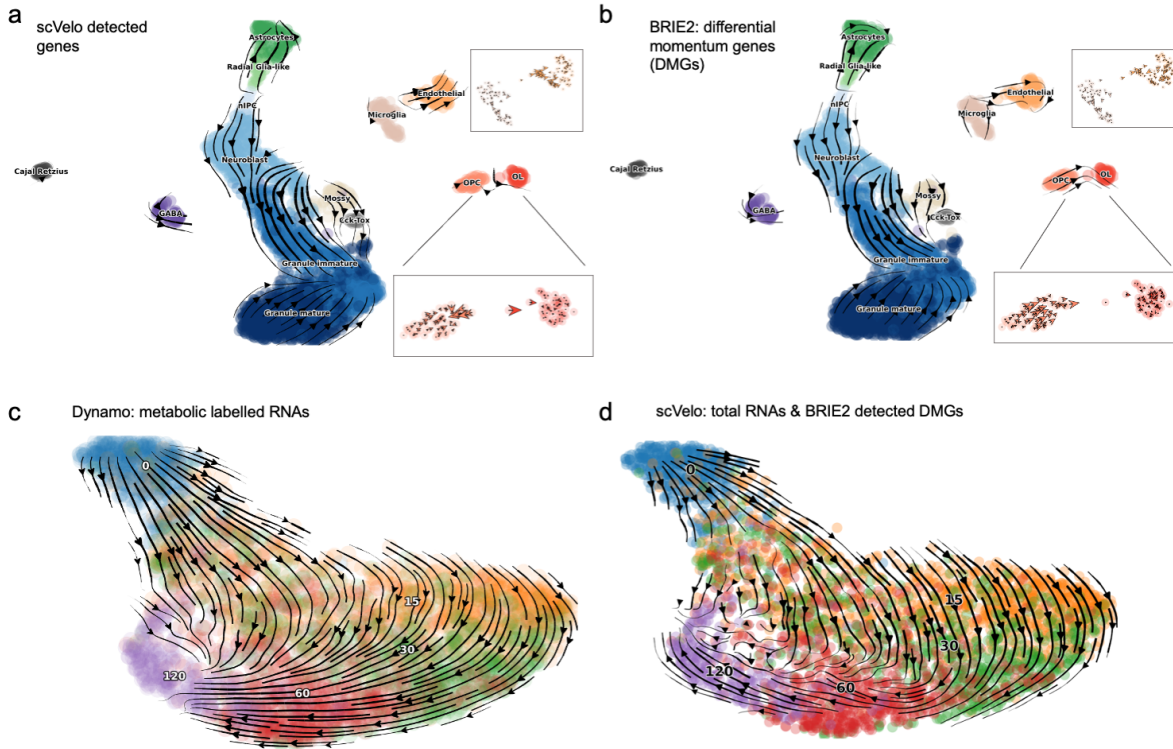 a
scVelo detected
genes
Astrocytes
Radial Glia-like
nIPC
Endothelial
Microglia
Neuroblast
Cajal Retzius
OPC
OL
Mossy
GABA
Cck-Tox
Granule immature
Granule mature
b
BRIE2: differential
momentum genes
(DMGs)
Astrocytes
Radial Glia-like
nIPC
Endothelial
Microglia
Neuroblast
Cajal Retzius
OPC
OL
Mossy
GABA
Cck-Tox
Granule immature
Granule mature
c
Dynamo: metabolic labelled RNAs
0
15
30
120
60
d
scVelo: total RNAs & BRIE2 detected DMGs
0
15
30
120
60